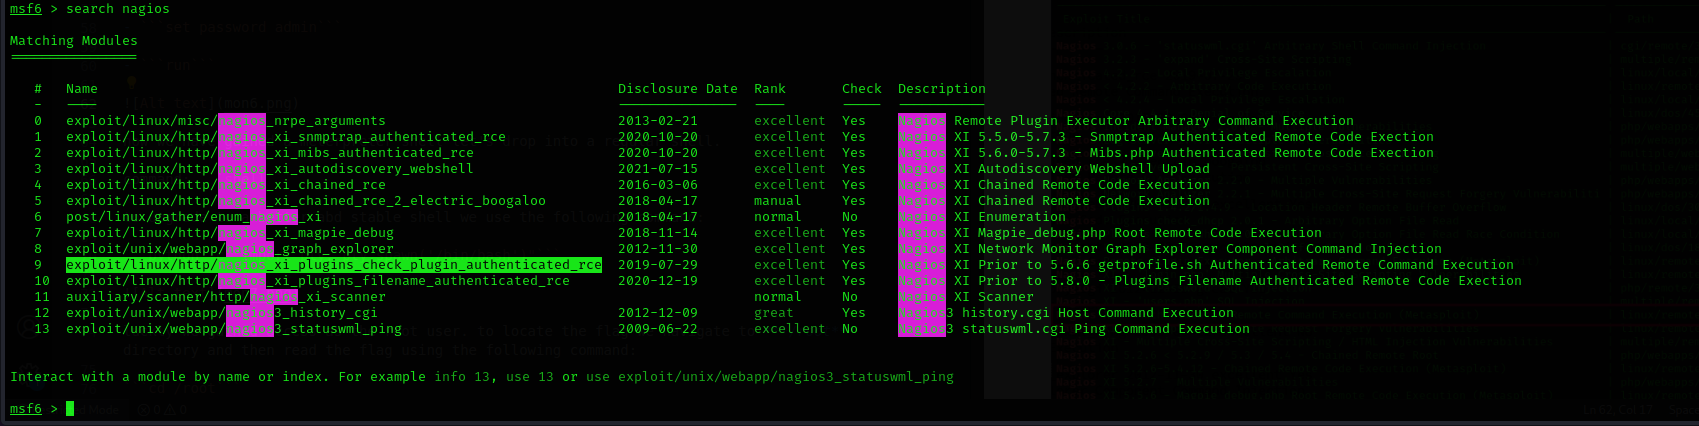 msf6 > search nagios
set password admin
Matching Modules
================
run
# Name Disclosure Date Rank Check Description
- ---- --------------- ---- ----- -----------
0 exploit/linux/misc/nagios_nrpe_arguments 2013-02-21 excellent Yes Nagios Remote Plugin Executor Arbitrary Command Execution
1 exploit/linux/http/nagios_xi_snmptrap_authenticated_rce 2020-10-20 excellent Yes Nagios XI 5.5.0-5.7.3 - Snmptrap Authenticated Remote Code Exection
2 exploit/linux/http/nagios_xi_mibs_authenticated_rce 2020-10-20 excellent Yes Nagios XI 5.6.0-5.7.3 - Mibs.php Authenticated Remote Code Exection
3 exploit/linux/http/nagios_xi_autodiscovery_webshell 2021-07-15 excellent Yes Nagios XI Autodiscovery Webshell Upload
4 exploit/linux/http/nagios_xi_chained_rce 2016-03-06 excellent Yes Nagios XI Chained Remote Code Execution
5 exploit/linux/http/nagios_xi_chained_rce_2_electric_boogaloo 2018-04-17 manual Yes Nagios XI Chained Remote Code Execution
6 post/linux/gather/enum_nagios_xi 2018-04-17 normal No Nagios XI Enumeration
7 exploit/linux/http/nagios_xi_magpie_debug 2018-11-14 excellent Yes Nagios XI Magpie_debug.php Root Remote Code Execution
8 exploit/unix/webapp/nagios_graph_explorer 2012-11-30 excellent Yes Nagios XI Network Monitor Graph Explorer Component Command Injection
9 exploit/linux/http/nagios_xi_plugins_check_plugin_authenticated_rce 2019-07-29 excellent Yes Nagios XI Prior to 5.6.6 getprofile.sh Authenticated Remote Command Execution
10 exploit/linux/http/nagios_xi_plugins_filename_authenticated_rce 2020-12-19 excellent Yes Nagios XI Prior to 5.8.0 - Plugins Filename Authenticated Remote Code Exection
11 auxiliary/scanner/http/nagios_xi_scanner normal No Nagios XI Scanner
12 exploit/unix/webapp/nagios3_history_cgi 2012-12-09 great Yes Nagios3 history.cgi Host Command Execution
13 exploit/unix/webapp/nagios3_statuswml_ping 2009-06-22 excellent No Nagios3 statuswml.cgi Ping Command Execution
directory and then read the flag using the following command:
Interact with a module by name or index. For example info 13, use 13 or use exploit/unix/webapp/nagios3_statuswml_ping
msf6 >